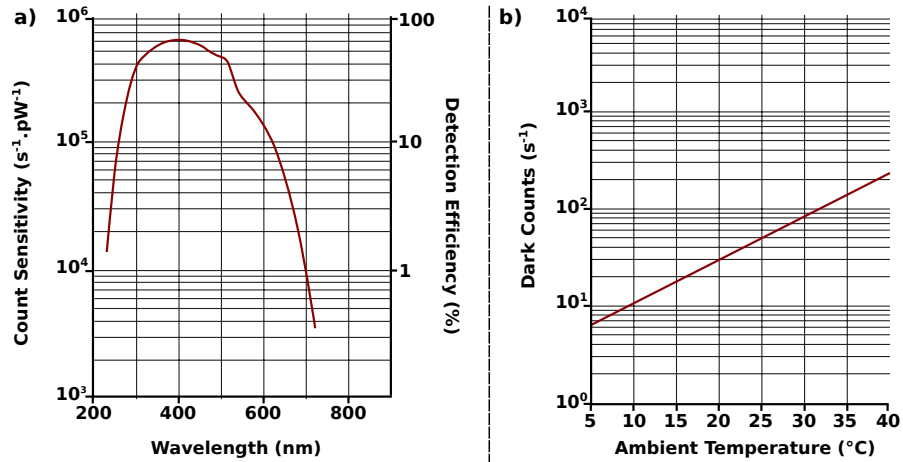 a)
10⁶
10⁵
10⁴
10³
Count Sensitivity (s⁻¹.pW⁻¹)
100
10
1
Detection Efficiency (%)
200 400 600 800
Wavelength (nm)
b)
10⁴
10³
10²
10¹
10⁰
Dark Counts (s⁻¹)
5 10 15 20 25 30 35 40
Ambient Temperature (°C)